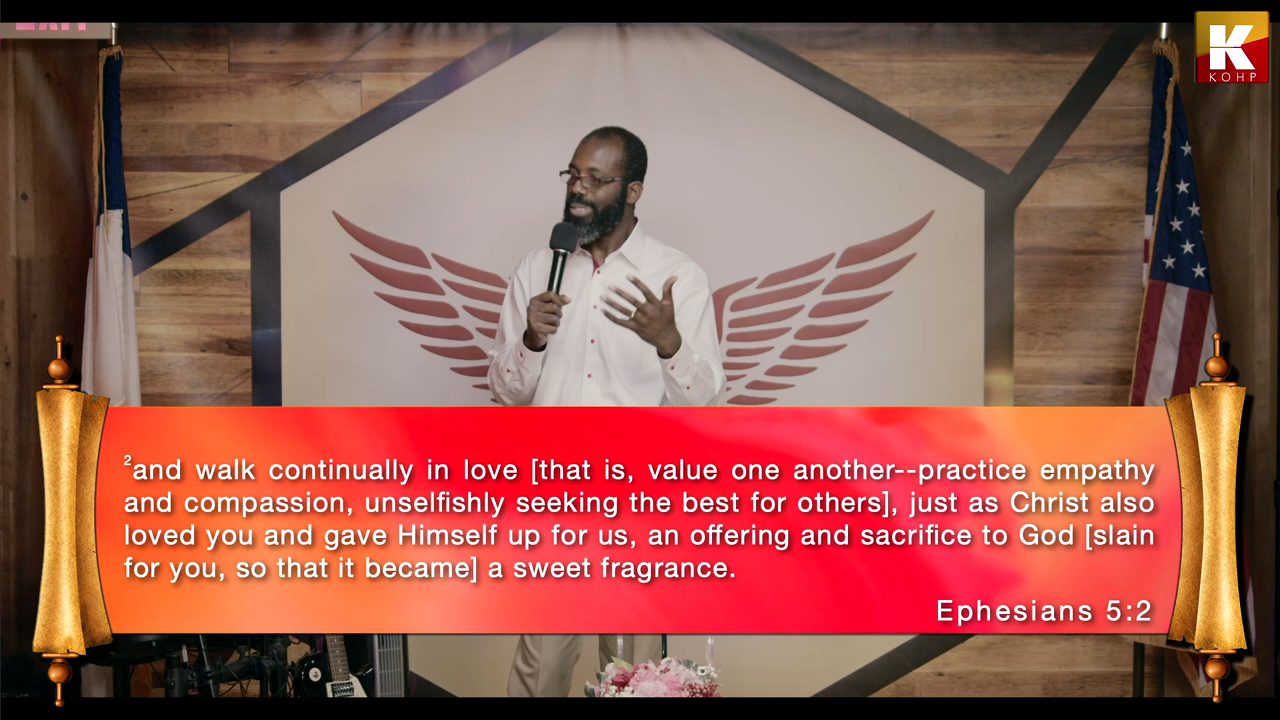 EXIT
K
KOHP
²and walk continually in love [that is, value one another--practice empathy
and compassion, unselfishly seeking the best for others], just as Christ also
loved you and gave Himself up for us, an offering and sacrifice to God [slain
for you, so that it became] a sweet fragrance.
Ephesians 5:2